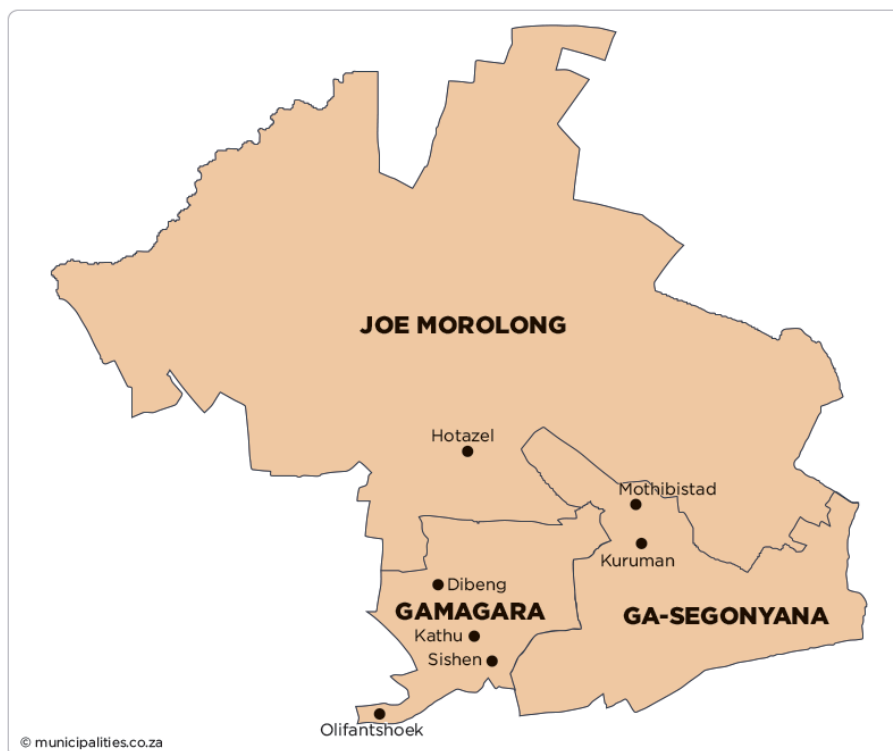 JOE MOROLONG
Hotazel
Mothibistad
Kuruman
Dibeng
GAMAGARA
GA-SEGONYANA
Kathu
Sishen
Olifantshoek
© municipalities.co.za